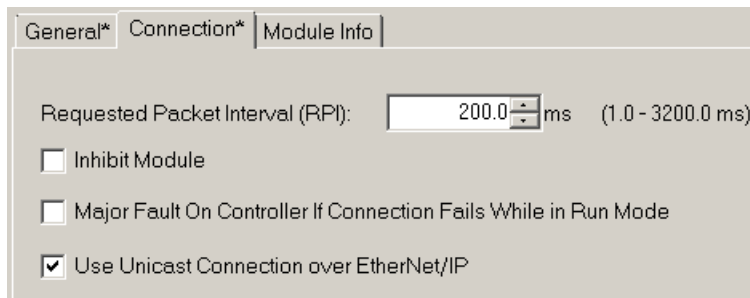 General* Connection* Module Info
Requested Packet Interval (RPI): 200.0 ms (1.0 - 3200.0 ms)
Inhibit Module
Major Fault On Controller If Connection Fails While in Run Mode
Use Unicast Connection over EtherNet/IP